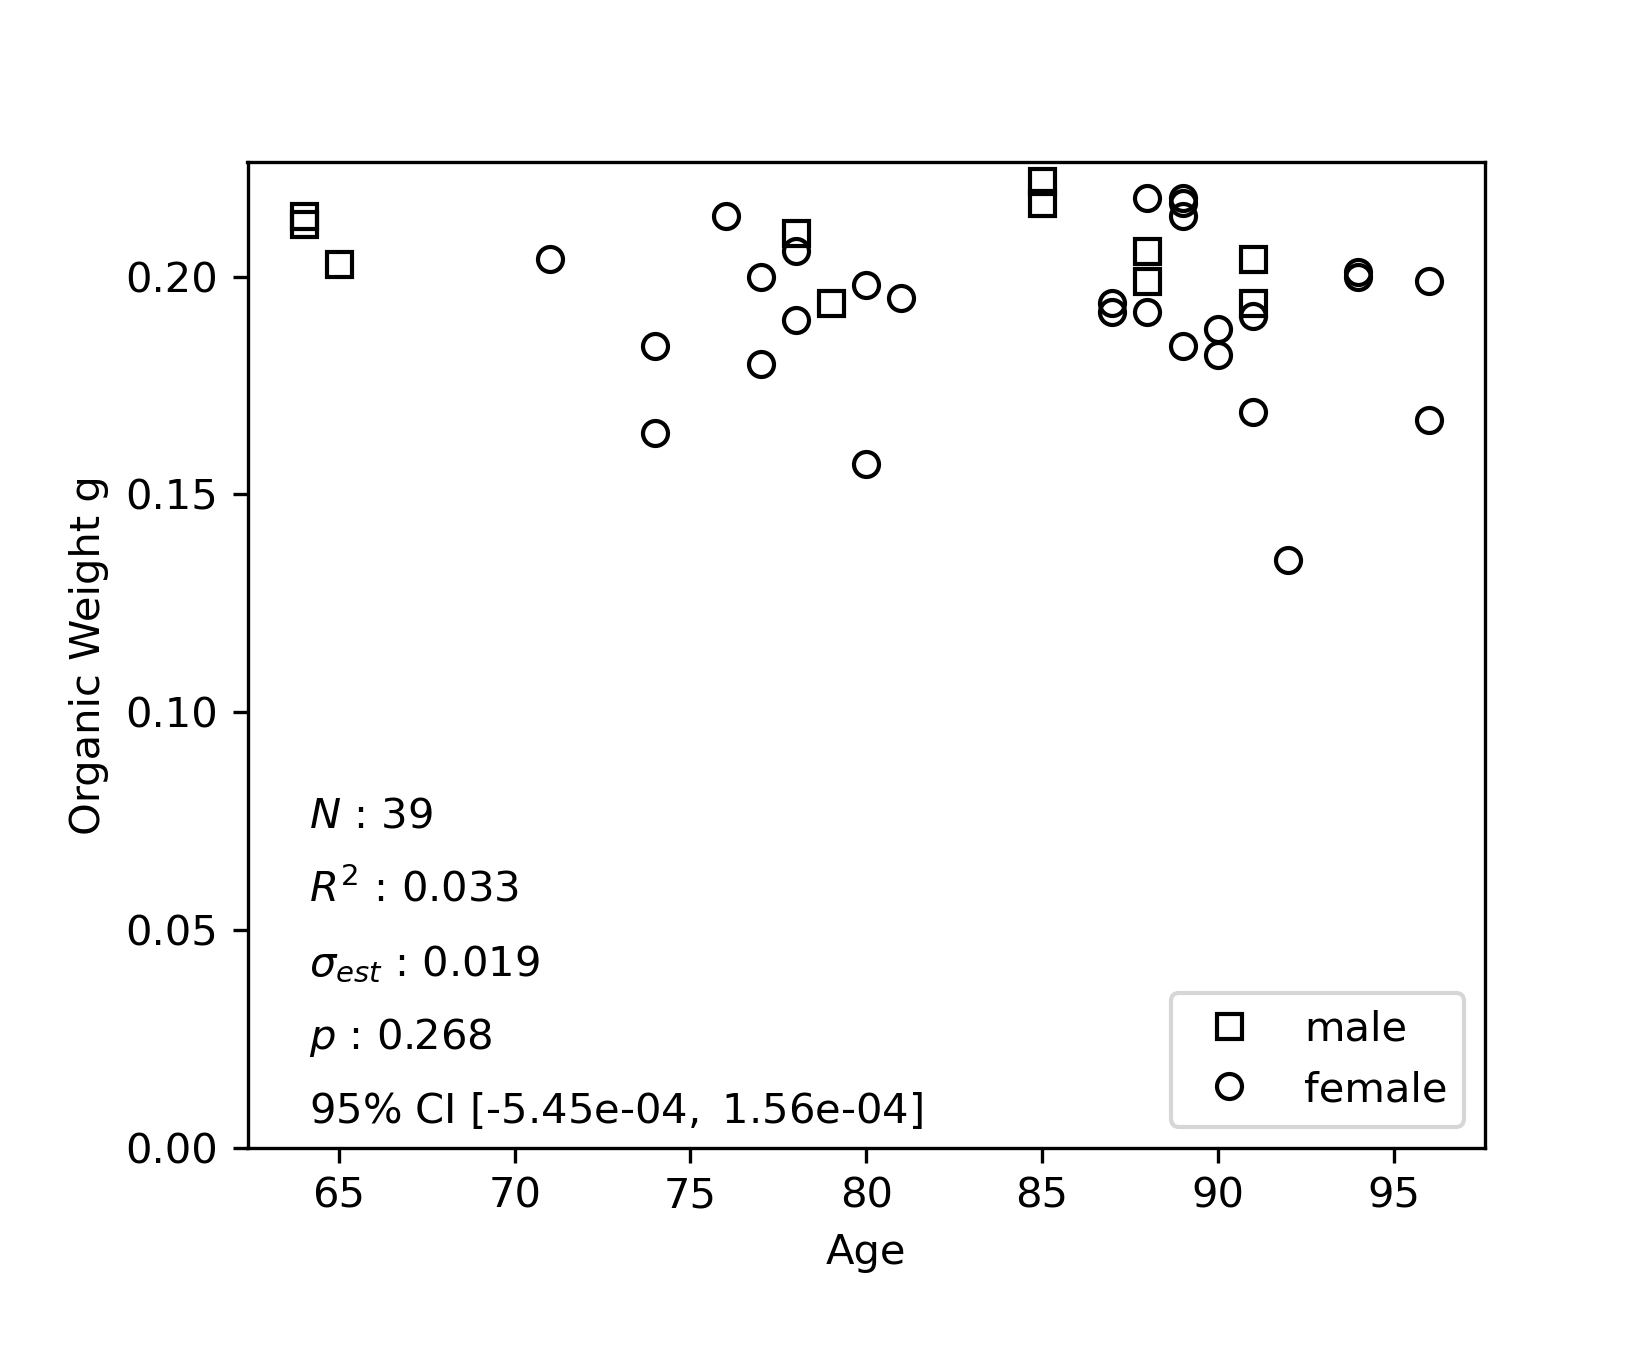 0.20
0.15
0.10
0.05
0.00
Organic Weight g
N : 39
R² : 0.033
σest : 0.019
p : 0.268
95% CI [-5.45e-04, 1.56e-04]
male
female
65 70 75 80 85 90 95
Age